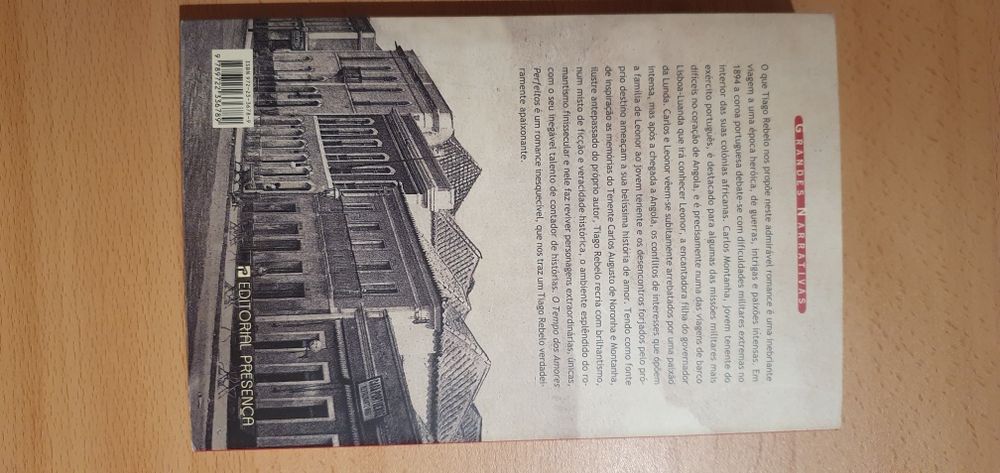 GRANDES NARRATIVAS
O que Tiago Rebelo nos propõe neste admirável romance é uma inebriante
viagem a uma época heróica, de guerras, intrigas e paixões intensas. Em
1894 a coroa portuguesa debate-se com dificuldades militares extremas no
interior das suas colónias africanas. Carlos Montanha, jovem tenente do
exército português, é destacado para algumas das missões militares mais
difíceis no coração de Angola, e é precisamente numa das viagens de barco
Lisboa-Luanda que irá conhecer Leonor, a encantadora filha do governador
da Lunda. Carlos e Leonor vêem-se subitamente arrebatados por uma paixão
intensa, mas após a chegada a Angola, os conflitos de interesses que opõem
a família de Leonor ao jovem tenente e os desencontros forjados pelo pró-
prio destino ameaçam a sua belíssima história de amor. Tendo como fonte
de inspiração as memórias do Tenente Carlos Augusto de Noronha e Montanha,
ilustre antepassado do próprio autor, Tiago Rebelo recria com brilhantismo,
num misto de ficção e veracidade histórica, o ambiente esplêndido do ro-
mantismo finissecular e nele faz reviver personagens extraordinárias, únicas,
com o seu inegável talento de contador de histórias. O Tempo dos Amores
Perfeitos é um romance inesquecível, que nos traz um Tiago Rebelo verdadei-
ramente apaixonante.
ISBN 972-23-3678-9
9 789722 336789
EDITORIAL PRESENÇA